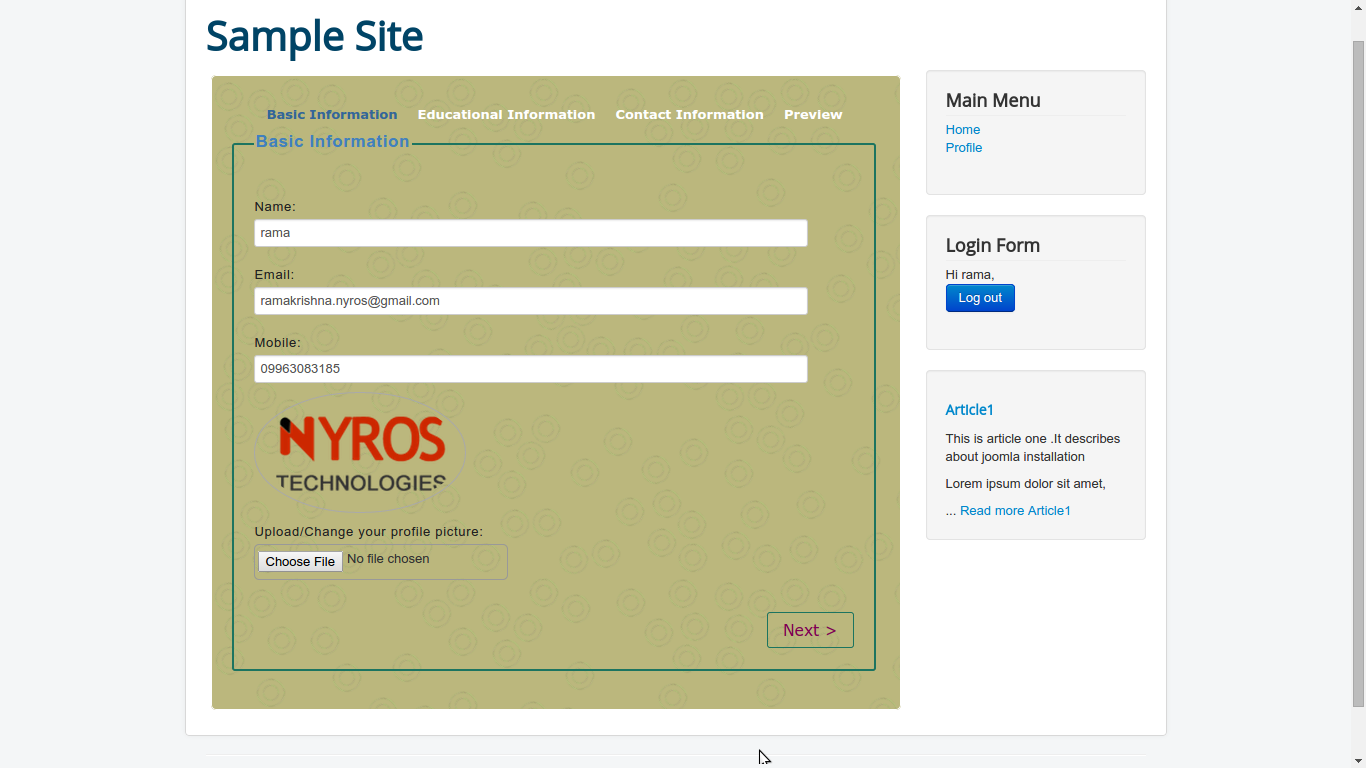 Sample Site
Basic Information Educational Information Contact Information Preview
Basic Information
Name:
rama
Email:
ramakrishna.nyros@gmail.com
Mobile:
09963083185
NYROS
TECHNOLOGIES
Upload/Change your profile picture:
Choose File No file chosen
Next >
Main Menu
Home
Profile
Login Form
Hi rama,
Log out
Article1
This is article one .It describes
about joomla installation
Lorem ipsum dolor sit amet,
... Read more Article1